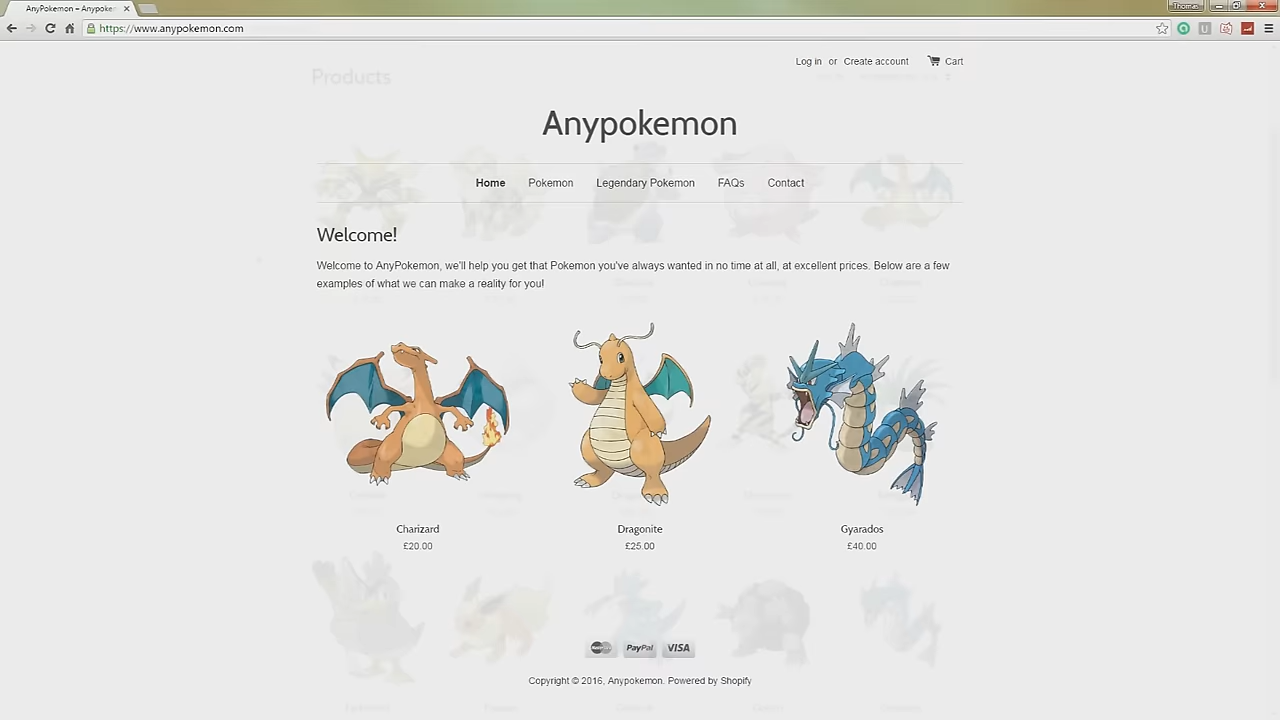 AnyPokemon – Anypoke
Thomas
https://www.anypokemon.com
Log in or Create account Cart
Products
Anypokemon
Home Pokemon Legendary Pokemon FAQs Contact
Welcome!
Welcome to AnyPokemon, we'll help you get that Pokemon you've always wanted in no time at all, at excellent prices. Below are a few
examples of what we can make a reality for you!
Charizard Dragonite Gyarados
£20.00 £25.00 £40.00
PayPal VISA
Copyright © 2016, Anypokemon. Powered by Shopify